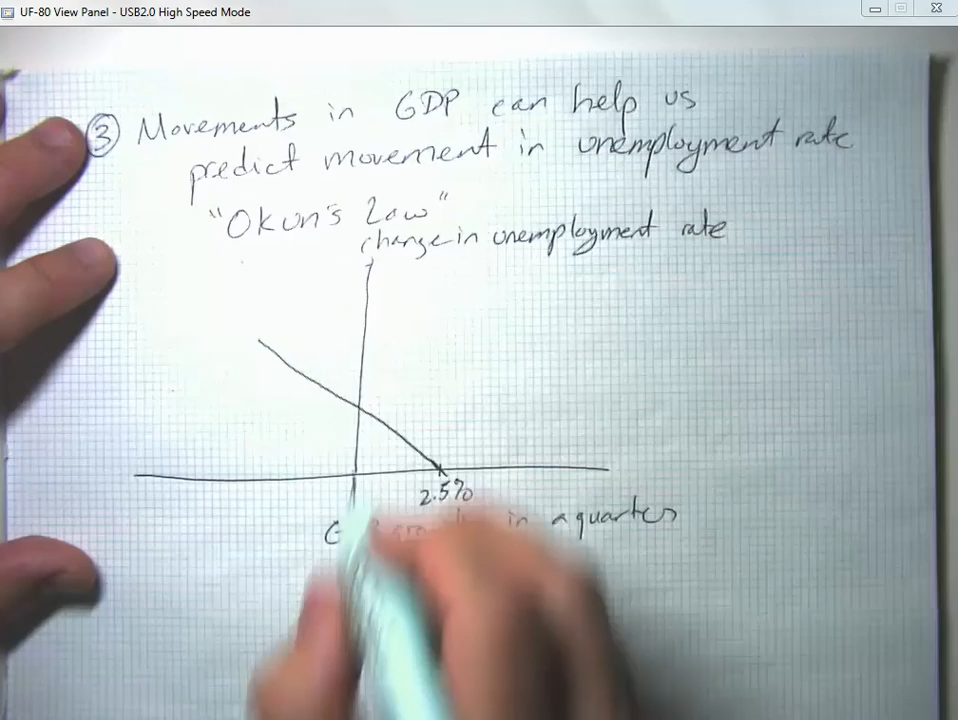 UF-80 View Panel - USB2.0 High Speed Mode
③ Movements in GDP can help us
predict movement in unemployment rate
"Okun's Law"
change in unemployment rate
2.5%
in a quarter